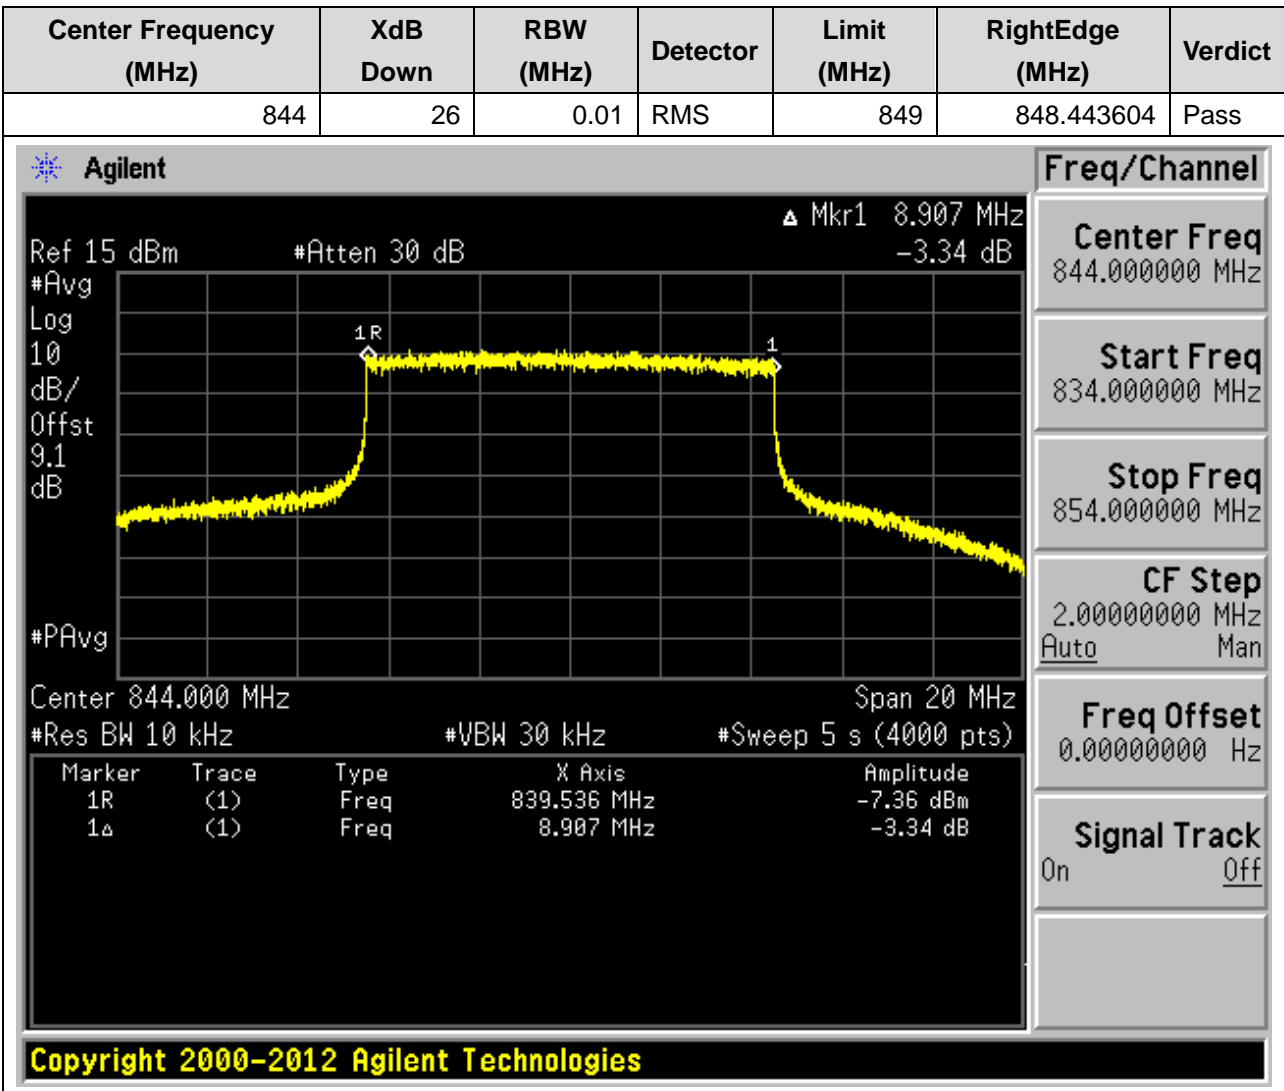 Center Frequency (MHz) XdB Down RBW (MHz) Detector Limit (MHz) RightEdge (MHz) Verdict
844 26 0.01 RMS 849 848.443604 Pass
Agilent
Freq/Channel
Δ Mkr1 8.907 MHz
Ref 15 dBm #Atten 30 dB -3.34 dB
#Avg
Log
10
dB/
Offst
9.1
dB
#PAvg
1R
1
Center 844.000 MHz Span 20 MHz
#Res BW 10 kHz #VBW 30 kHz #Sweep 5 s (4000 pts)
Marker Trace Type X Axis Amplitude
1R (1) Freq 839.536 MHz -7.36 dBm
1Δ (1) Freq 8.907 MHz -3.34 dB
Center Freq
844.000000 MHz
Start Freq
834.000000 MHz
Stop Freq
854.000000 MHz
CF Step
2.00000000 MHz
Auto Man
Freq Offset
0.00000000 Hz
Signal Track
On Off
Copyright 2000-2012 Agilent Technologies